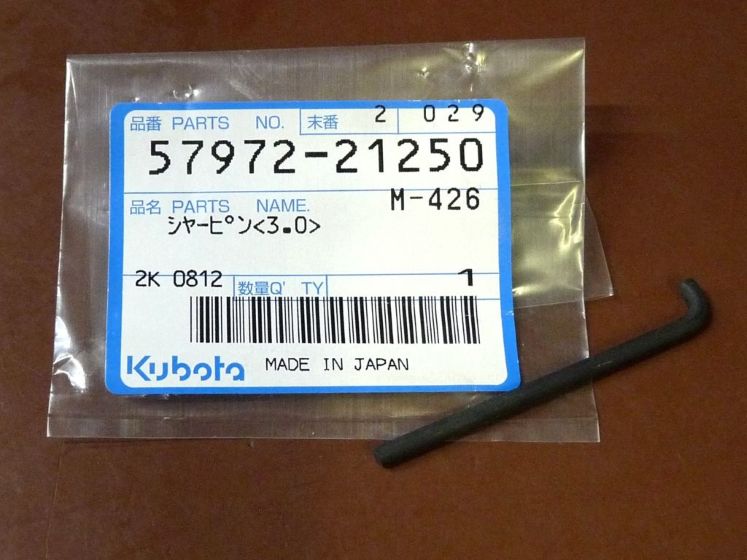 品番 PARTS NO. 末番 2 029
57972-21250
品名 PARTS NAME. M-426
シャーピン<3.0>
2K 0812 数量Q' TY 1
Kubota MADE IN JAPAN